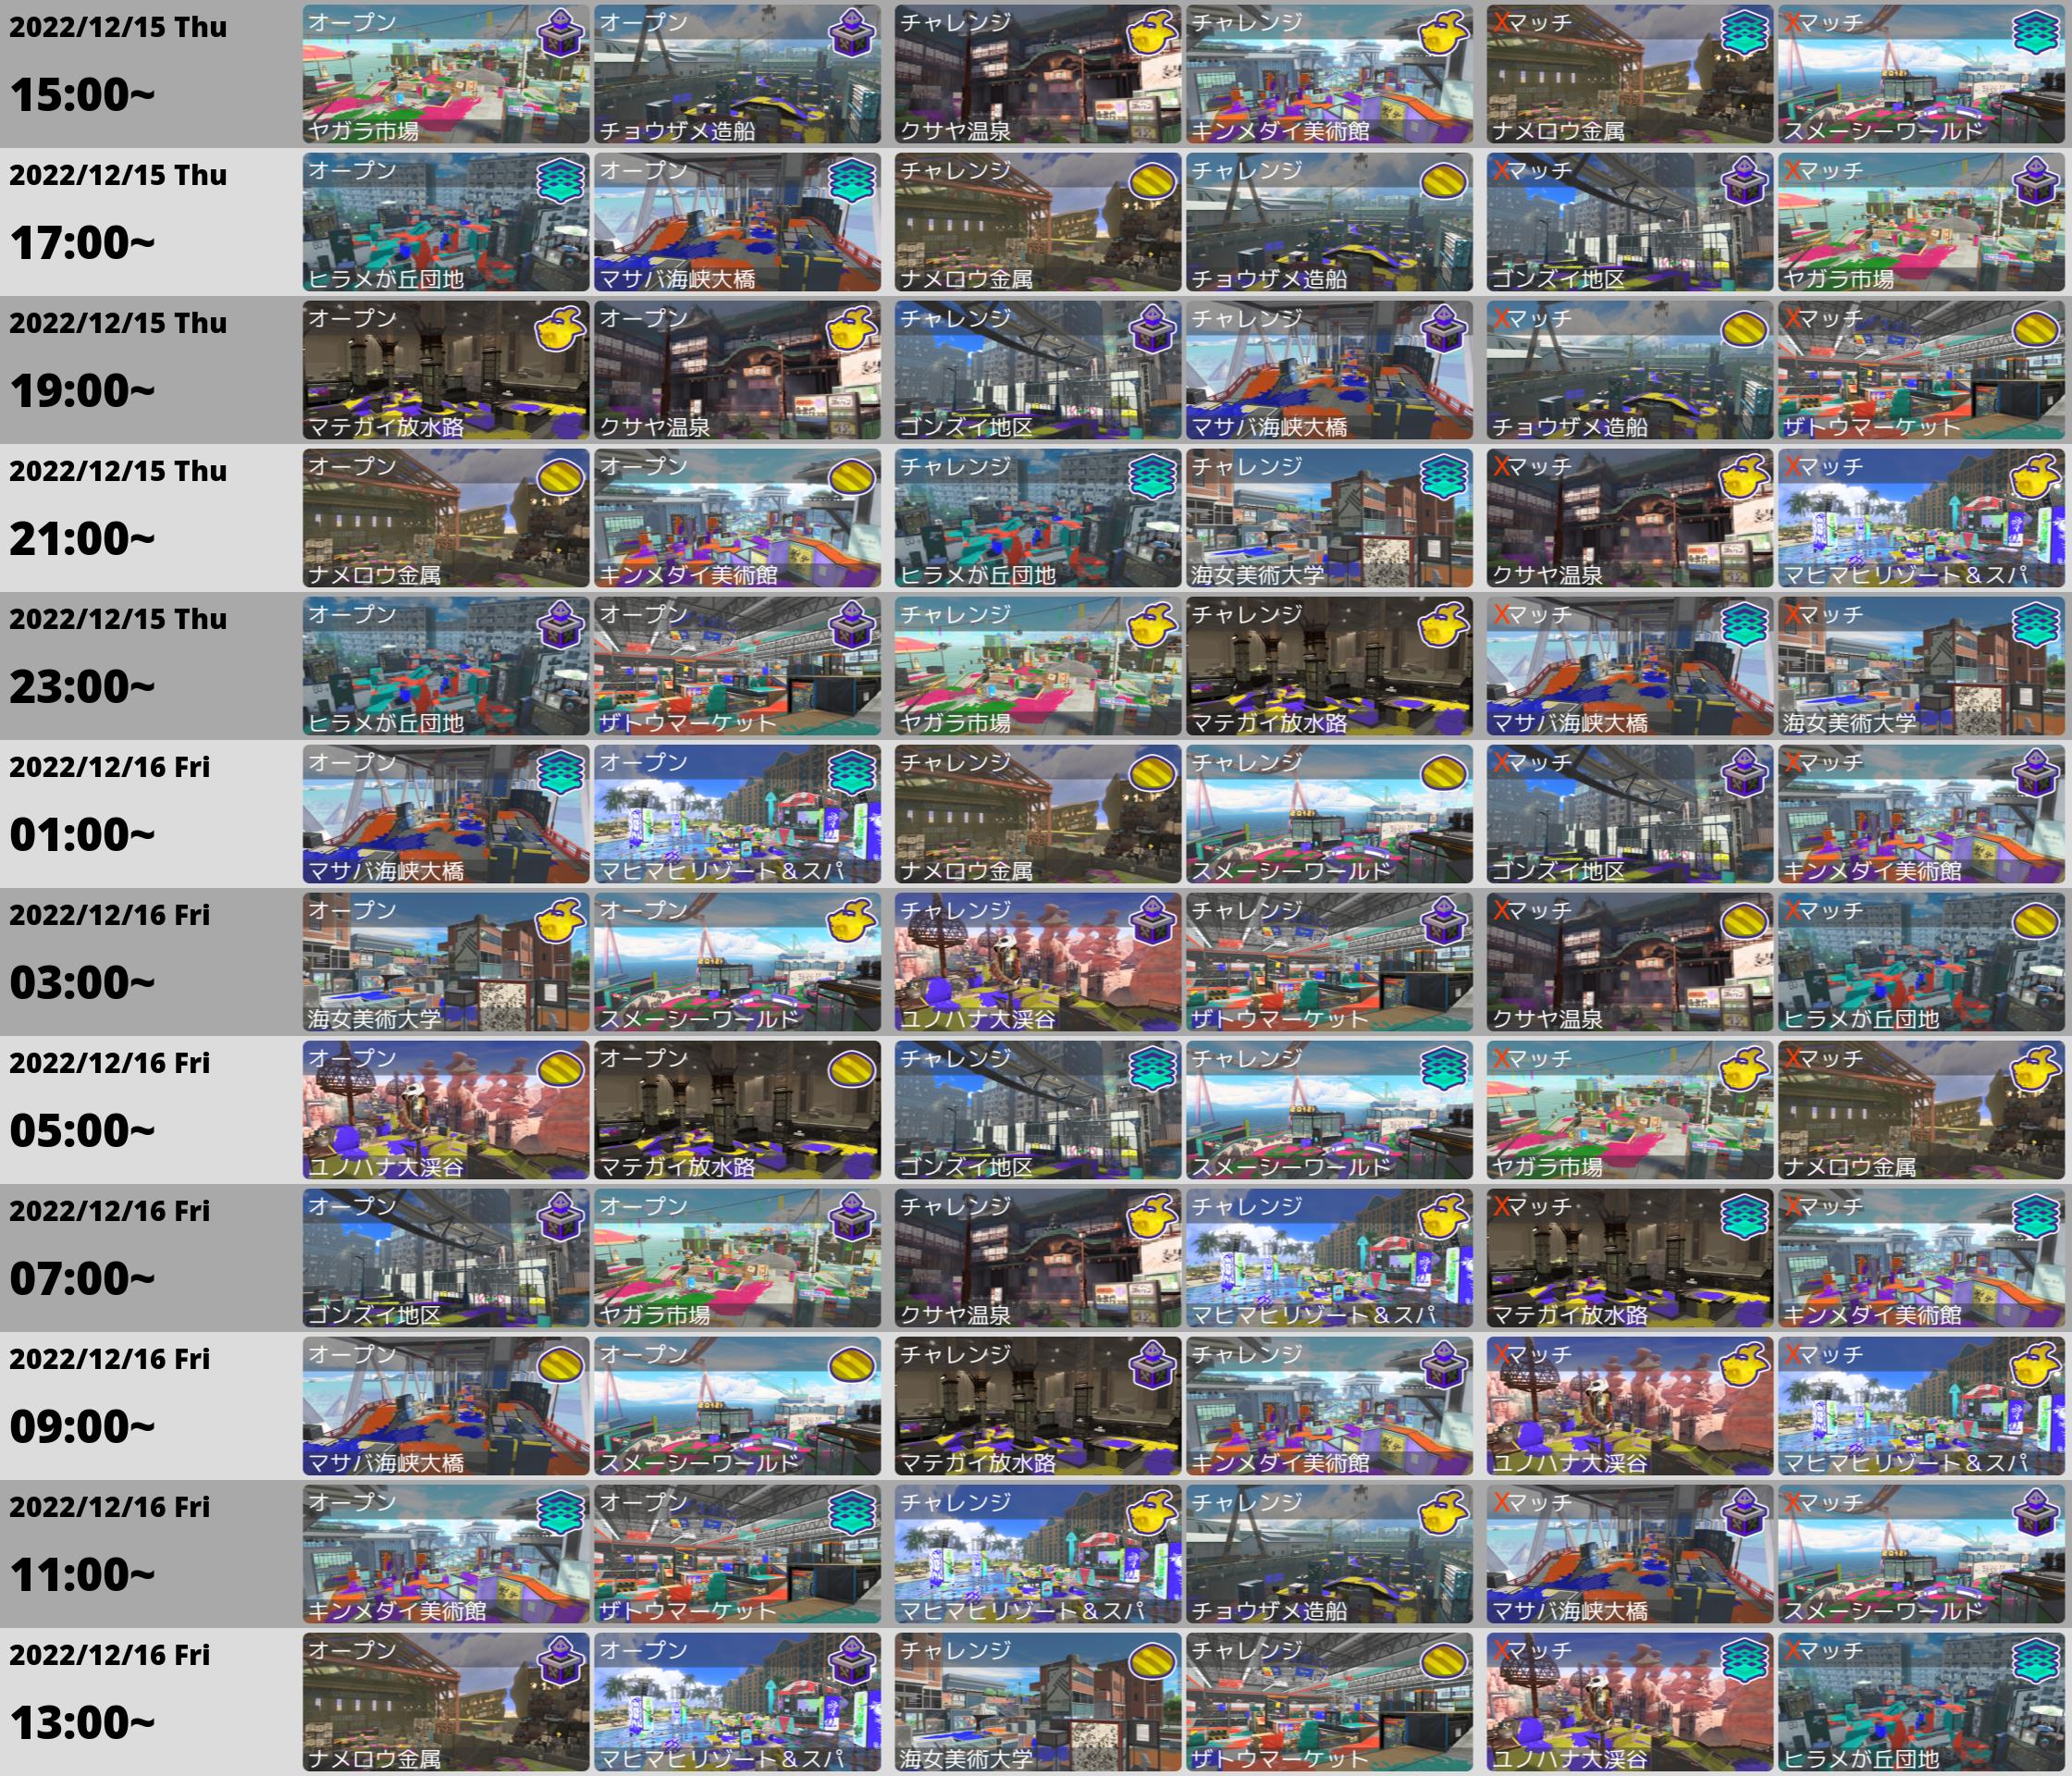 2022/12/15 Thu
15:00~
オープン オープン チャレンジ チャレンジ Xマッチ Xマッチ
ヤガラ市場 チョウザメ造船 クサヤ温泉 キンメダイ美術館 ナメロウ金属 スメーシーワールド
2022/12/15 Thu
17:00~
オープン オープン チャレンジ チャレンジ Xマッチ Xマッチ
ヒラメが丘団地 マサバ海峡大橋 ナメロウ金属 チョウザメ造船 ゴンズイ地区 ヤガラ市場
2022/12/15 Thu
19:00~
オープン オープン チャレンジ チャレンジ Xマッチ Xマッチ
マテガイ放水路 クサヤ温泉 ゴンズイ地区 マサバ海峡大橋 チョウザメ造船 ザトウマーケット
2022/12/15 Thu
21:00~
オープン オープン チャレンジ チャレンジ Xマッチ Xマッチ
ナメロウ金属 キンメダイ美術館 ヒラメが丘団地 海女美術大学 クサヤ温泉 マヒマヒリゾート＆スパ
2022/12/15 Thu
23:00~
オープン オープン チャレンジ チャレンジ Xマッチ Xマッチ
ヒラメが丘団地 ザトウマーケット ヤガラ市場 マテガイ放水路 マサバ海峡大橋 海女美術大学
2022/12/16 Fri
01:00~
オープン オープン チャレンジ チャレンジ Xマッチ Xマッチ
マサバ海峡大橋 マヒマヒリゾート＆スパ ナメロウ金属 スメーシーワールド ゴンズイ地区 キンメダイ美術館
2022/12/16 Fri
03:00~
オープン オープン チャレンジ チャレンジ Xマッチ Xマッチ
海女美術大学 スメーシーワールド ユノハナ大渓谷 ザトウマーケット クサヤ温泉 ヒラメが丘団地
2022/12/16 Fri
05:00~
オープン オープン チャレンジ チャレンジ Xマッチ Xマッチ
ユノハナ大渓谷 マテガイ放水路 ゴンズイ地区 スメーシーワールド ヤガラ市場 ナメロウ金属
2022/12/16 Fri
07:00~
オープン オープン チャレンジ チャレンジ Xマッチ Xマッチ
ゴンズイ地区 ヤガラ市場 クサヤ温泉 マヒマヒリゾート＆スパ マテガイ放水路 キンメダイ美術館
2022/12/16 Fri
09:00~
オープン オープン チャレンジ チャレンジ Xマッチ Xマッチ
マサバ海峡大橋 スメーシーワールド マテガイ放水路 キンメダイ美術館 ユノハナ大渓谷 マヒマヒリゾート＆スパ
2022/12/16 Fri
11:00~
オープン オープン チャレンジ チャレンジ Xマッチ Xマッチ
キンメダイ美術館 ザトウマーケット マヒマヒリゾート＆スパ チョウザメ造船 マサバ海峡大橋 スメーシーワールド
2022/12/16 Fri
13:00~
オープン オープン チャレンジ チャレンジ Xマッチ Xマッチ
ナメロウ金属 マヒマヒリゾート＆スパ 海女美術大学 ザトウマーケット ユノハナ大渓谷 ヒラメが丘団地